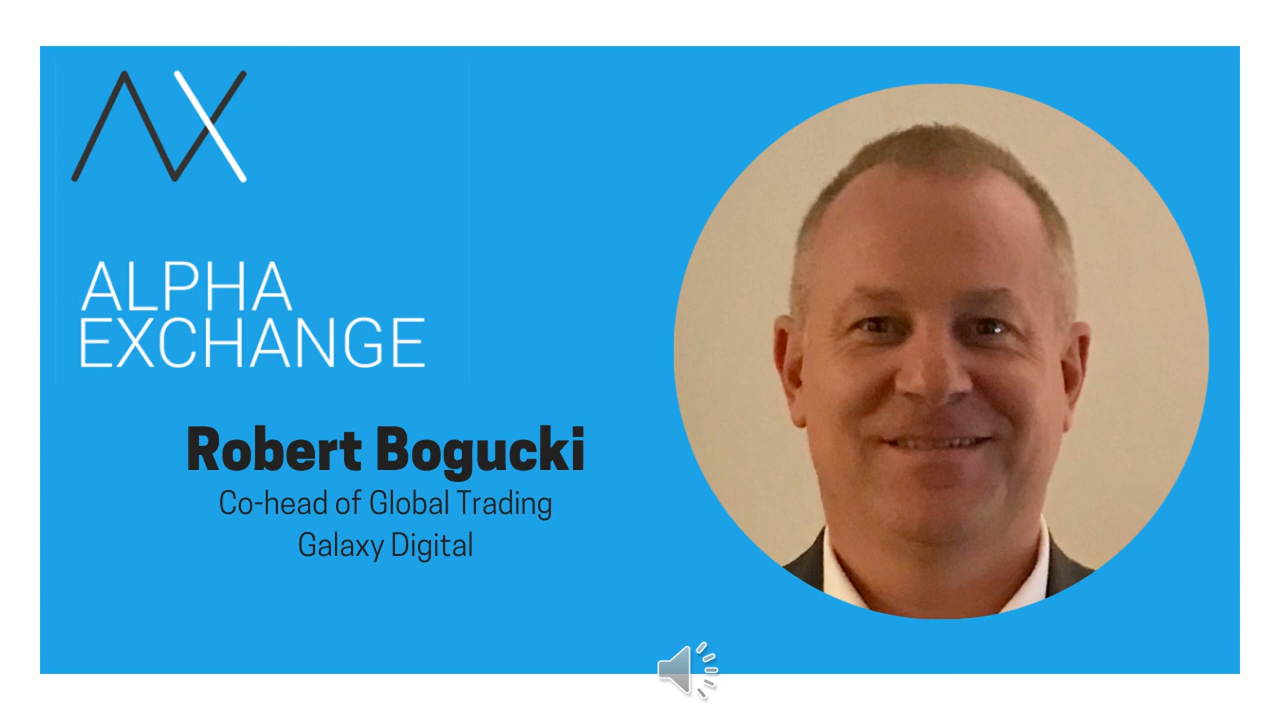 ALPHA
EXCHANGE
Robert Bogucki
Co-head of Global Trading
Galaxy Digital